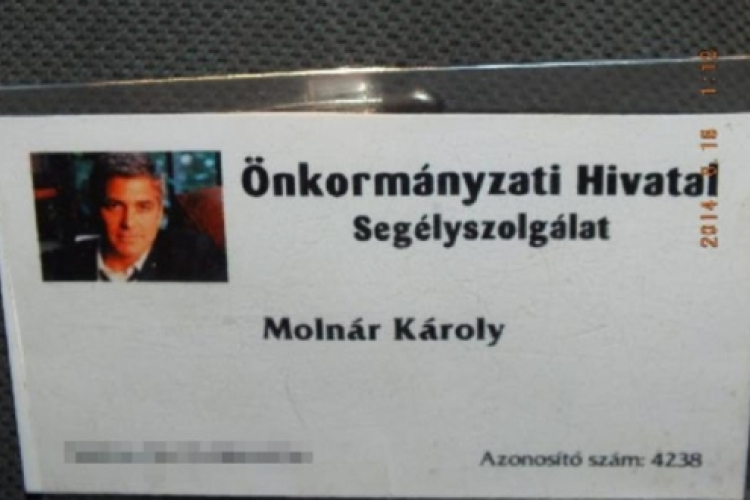 Önkormányzati Hivatal
Segélyszolgálat
Molnár Károly
Azonosító szám: 4238